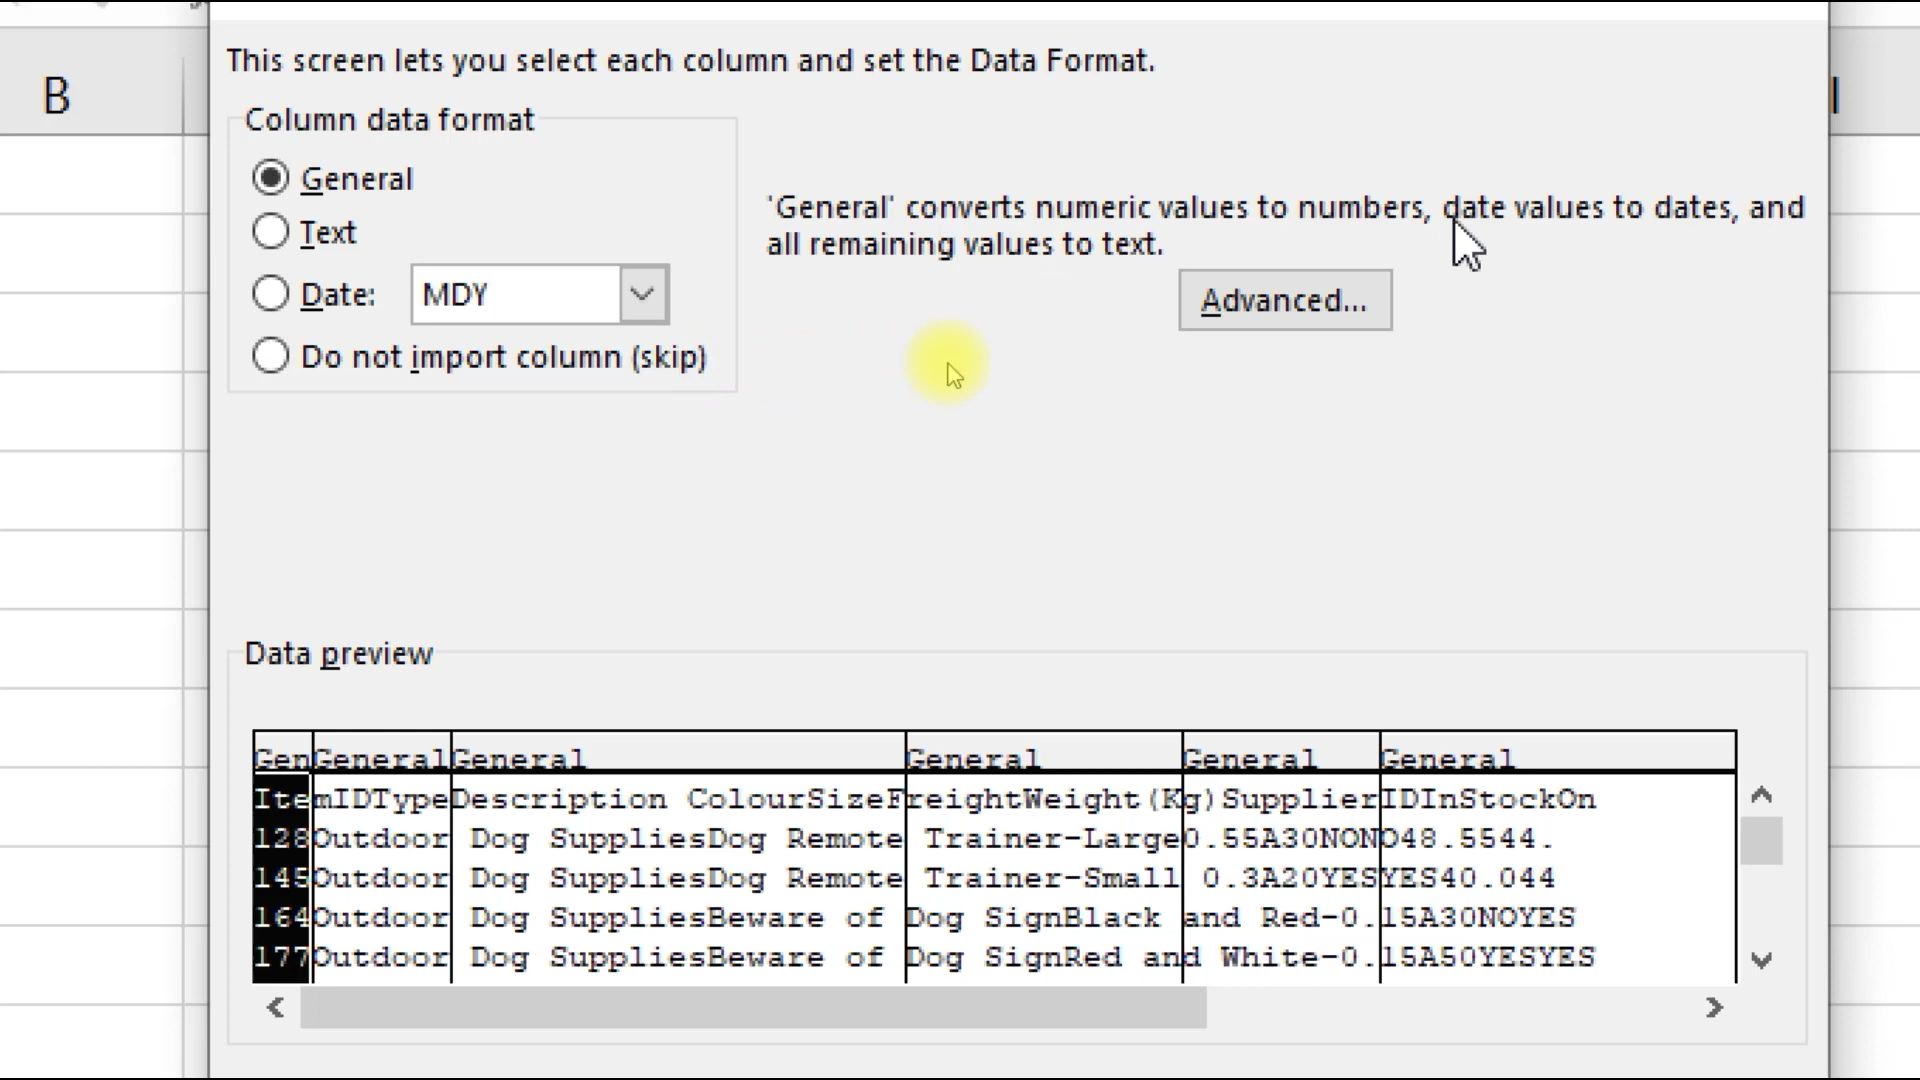 B
This screen lets you select each column and set the Data Format.
Column data format
General
Text
Date: MDY
Do not import column (skip)
'General' converts numeric values to numbers, date values to dates, and
all remaining values to text.
Advanced...
Data preview
Gen General General General General General
ItemIDTypeDescription ColourSizeFreightWeight(Kg)SupplierIDInStockOn
128Outdoor Dog SuppliesDog Remote Trainer-Large0.55A30NONO48.5544.
145Outdoor Dog SuppliesDog Remote Trainer-Small 0.3A20YESYES40.044
164Outdoor Dog SuppliesBeware of Dog SignBlack and Red-0.15A30NOYES
177Outdoor Dog SuppliesBeware of Dog SignRed and White-0.15A50YESYES